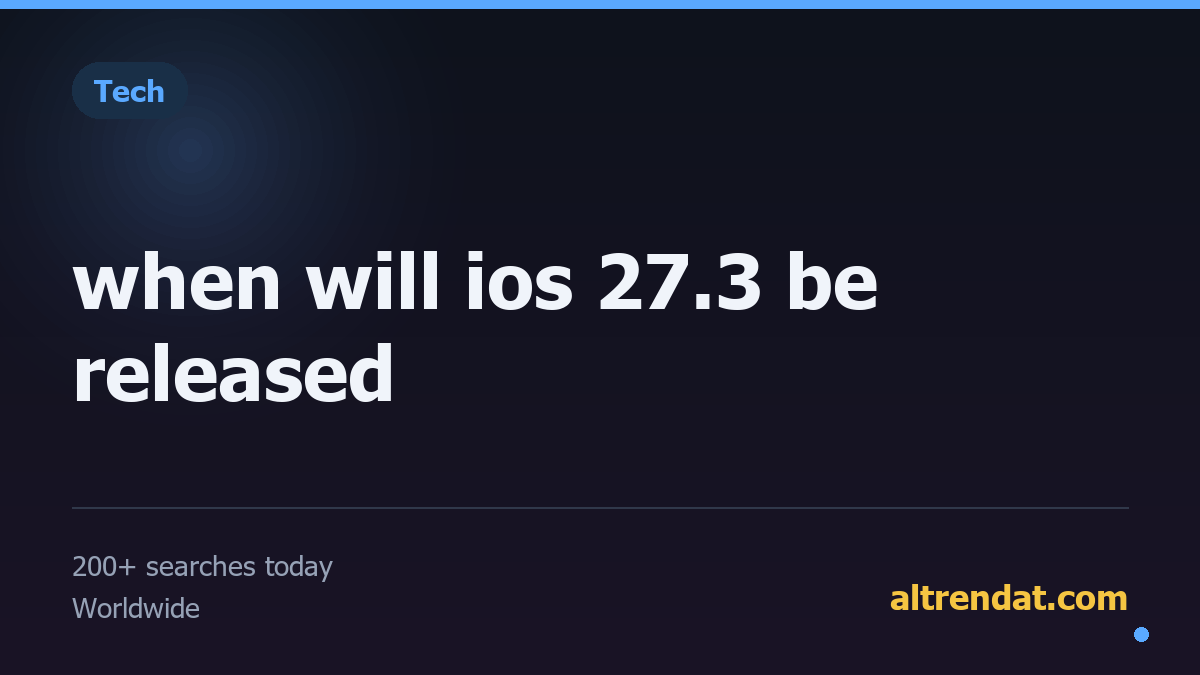 Tech
when will ios 27.3 be
released
200+ searches today
Worldwide
altrendat.com